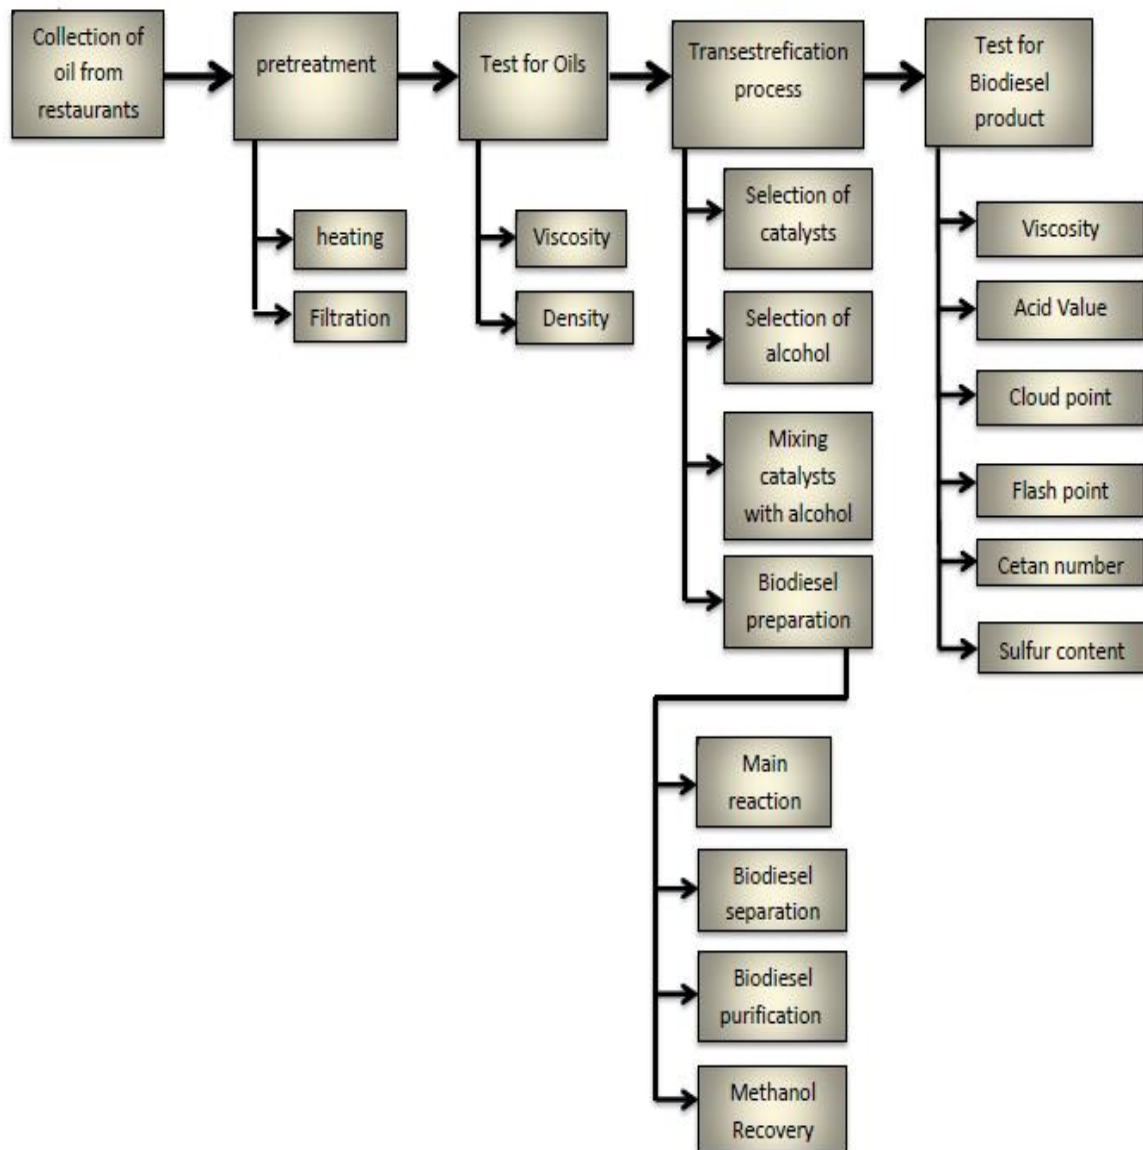 Collection of
oil from
restaurants
pretreatment
Test for Oils
Transestrefication
process
Test for
Biodiesel
product
heating
Filtration
Viscosity
Density
Selection of
catalysts
Selection of
alcohol
Mixing
catalysts
with alcohol
Biodiesel
preparation
Main
reaction
Biodiesel
separation
Biodiesel
purification
Methanol
Recovery
Viscosity
Acid Value
Cloud point
Flash point
Cetan number
Sulfur content